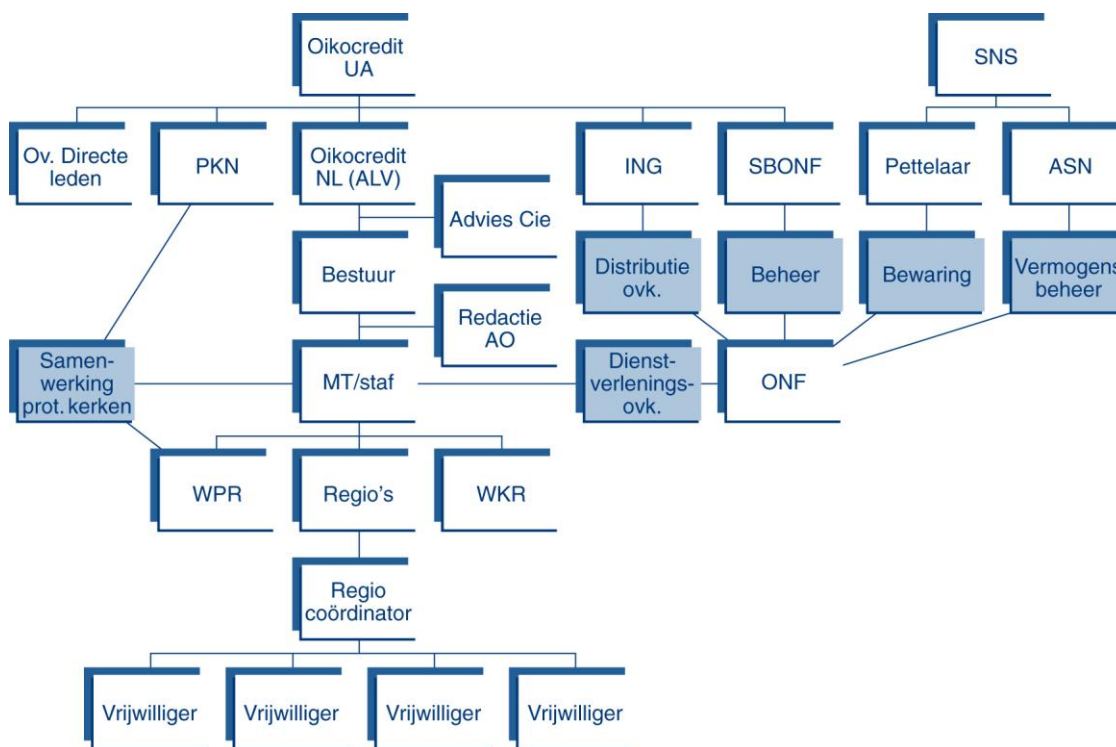 Oikocredit
UA
SNS
Ov. Directe
leden
PKN
Oikocredit
NL (ALV)
ING
SBONF
Pettelaar
ASN
Advies Cie
Bestuur
Distributie
ovk.
Beheer
Bewaring
Vermogens
beheer
Redactie
AO
Samen-
werking
prot. kerken
MT/staf
Dienst-
verlenings-
ovk.
ONF
WPR
Regio's
WKR
Regio
coördinator
Vrijwilliger
Vrijwilliger
Vrijwilliger
Vrijwilliger